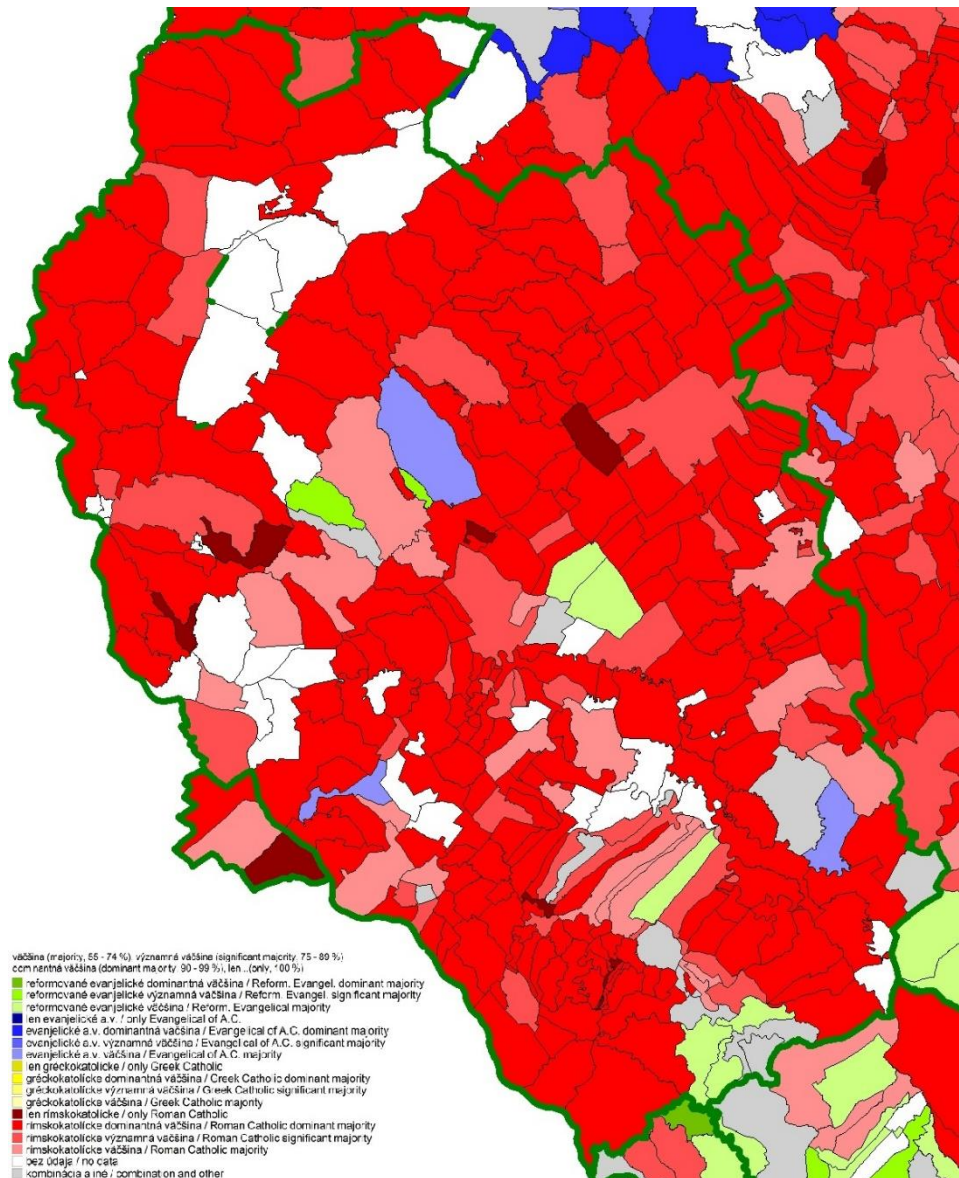 väčšina (majority, 55 - 74 %), významná väčšina (significant majority, 75 - 89 %)
dominantná väčšina (dominant majority, 90 - 99 %), len ...(only, 100 %)
reformované evanjelické dominantná väčšina / Reform. Evangel. dominant majority
reformované evanjelické významná väčšina / Reform. Evangel. significant majority
reformované evanjelické väčšina / Reform. Evangelical majority
len evanjelické a.v. / only Evangelical of A.C.
evanjelické a.v. dominantná väčšina / Evangelical of A.C. dominant majority
evanjelické a.v. významná väčšina / Evangelical of A.C. significant majority
evanjelické a.v. väčšina / Evangelical of A.C. majority
len gréckokatolícke / only Greek Catholic
gréckokatolícke dominantná väčšina / Greek Catholic dominant majority
gréckokatolícke významná väčšina / Greek Catholic significant majority
gréckokatolícke väčšina / Greek Catholic majority
len rímskokatolícke / only Roman Catholic
rímskokatolícke dominantná väčšina / Roman Catholic dominant majority
rímskokatolícke významná väčšina / Roman Catholic significant majority
rímskokatolícke väčšina / Roman Catholic majority
bez údaja / no data
kombinácia a iné / combination and other